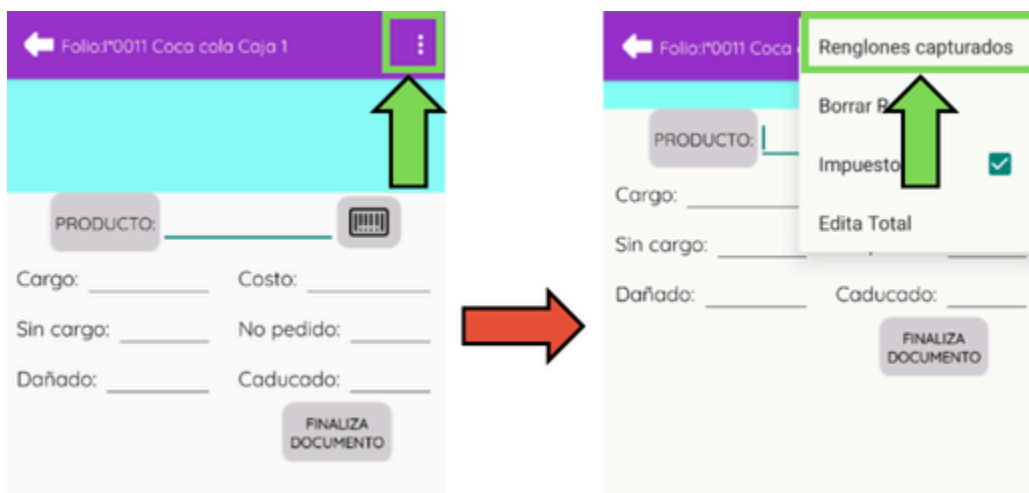 Folio:I*0011 Coca cola Caja 1
PRODUCTO:
Cargo:
Costo:
Sin cargo:
No pedido:
Dañado:
Caducado:
FINALIZA
DOCUMENTO
Folio:I*0011 Coca
Renglones capturados
Borrar
Impuesto
Edita Total
PRODUCTO:
Cargo:
Sin cargo:
Dañado:
Caducado:
FINALIZA
DOCUMENTO